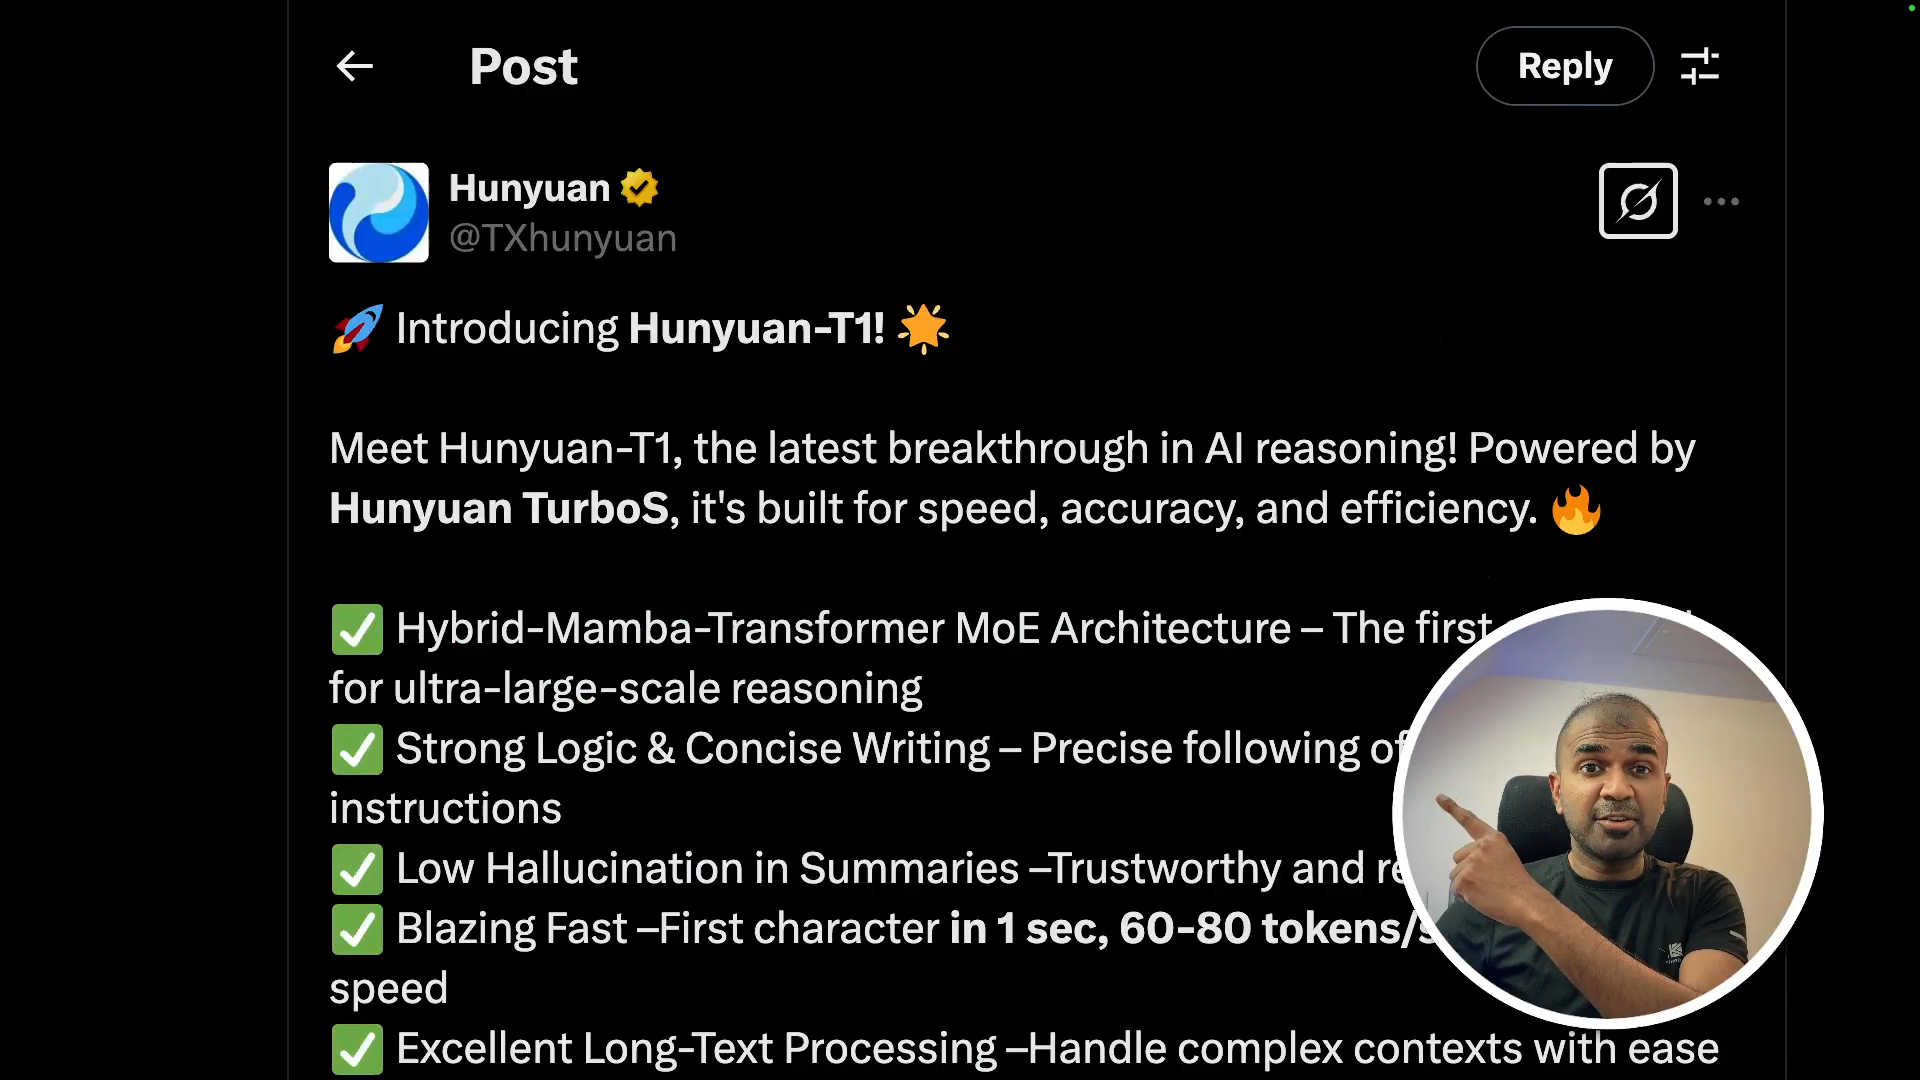 Post
Reply
Hunyuan
@TXhunyuan
🚀 Introducing Hunyuan-T1! 🌟
Meet Hunyuan-T1, the latest breakthrough in AI reasoning! Powered by
Hunyuan TurboS, it's built for speed, accuracy, and efficiency. 🔥
✅ Hybrid-Mamba-Transformer MoE Architecture – The first
for ultra-large-scale reasoning
✅ Strong Logic & Concise Writing – Precise following of
instructions
✅ Low Hallucination in Summaries –Trustworthy and
✅ Blazing Fast –First character in 1 sec, 60-80 tokens/s
speed
✅ Excellent Long-Text Processing –Handle complex contexts with ease